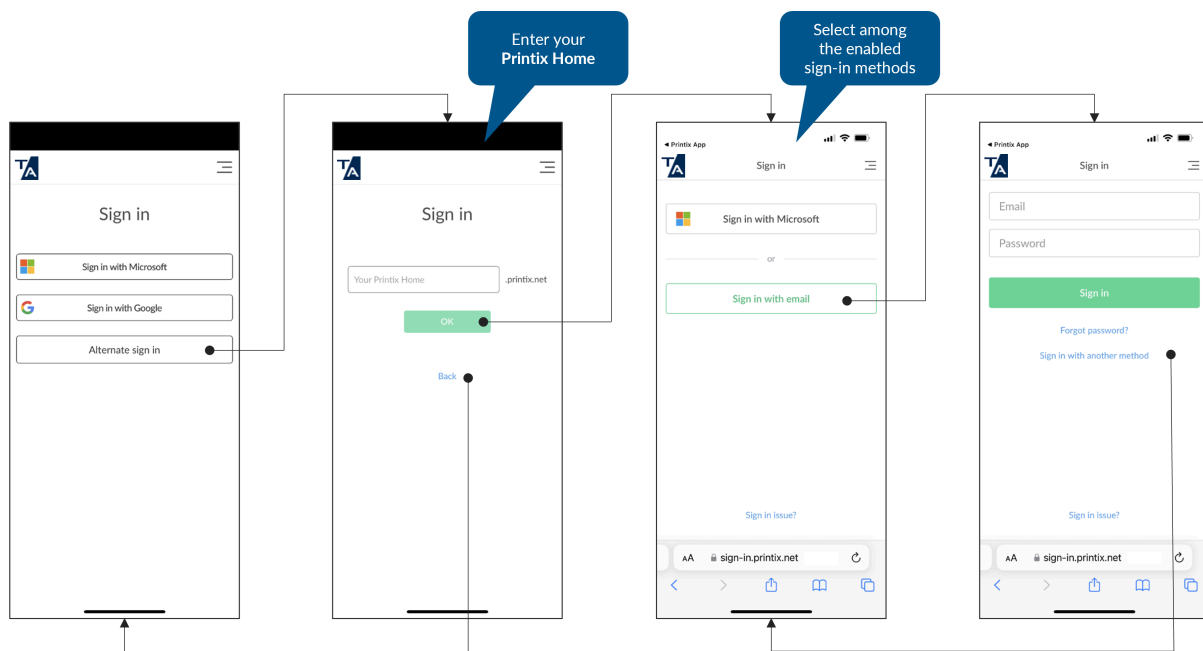 Enter your
Printix Home
Select among
the enabled
sign-in methods
TA
Sign in
Sign in with Microsoft
Sign in with Google
Alternate sign in
TA
Sign in
Your Printix Home
.printix.net
OK
Back
Printix App
TA
Sign in
Sign in with Microsoft
or
Sign in with email
Sign in issue?
AA
sign-in.printix.net
Printix App
TA
Sign in
Email
Password
Sign in
Forgot password?
Sign in with another method
Sign in issue?
AA
sign-in.printix.net